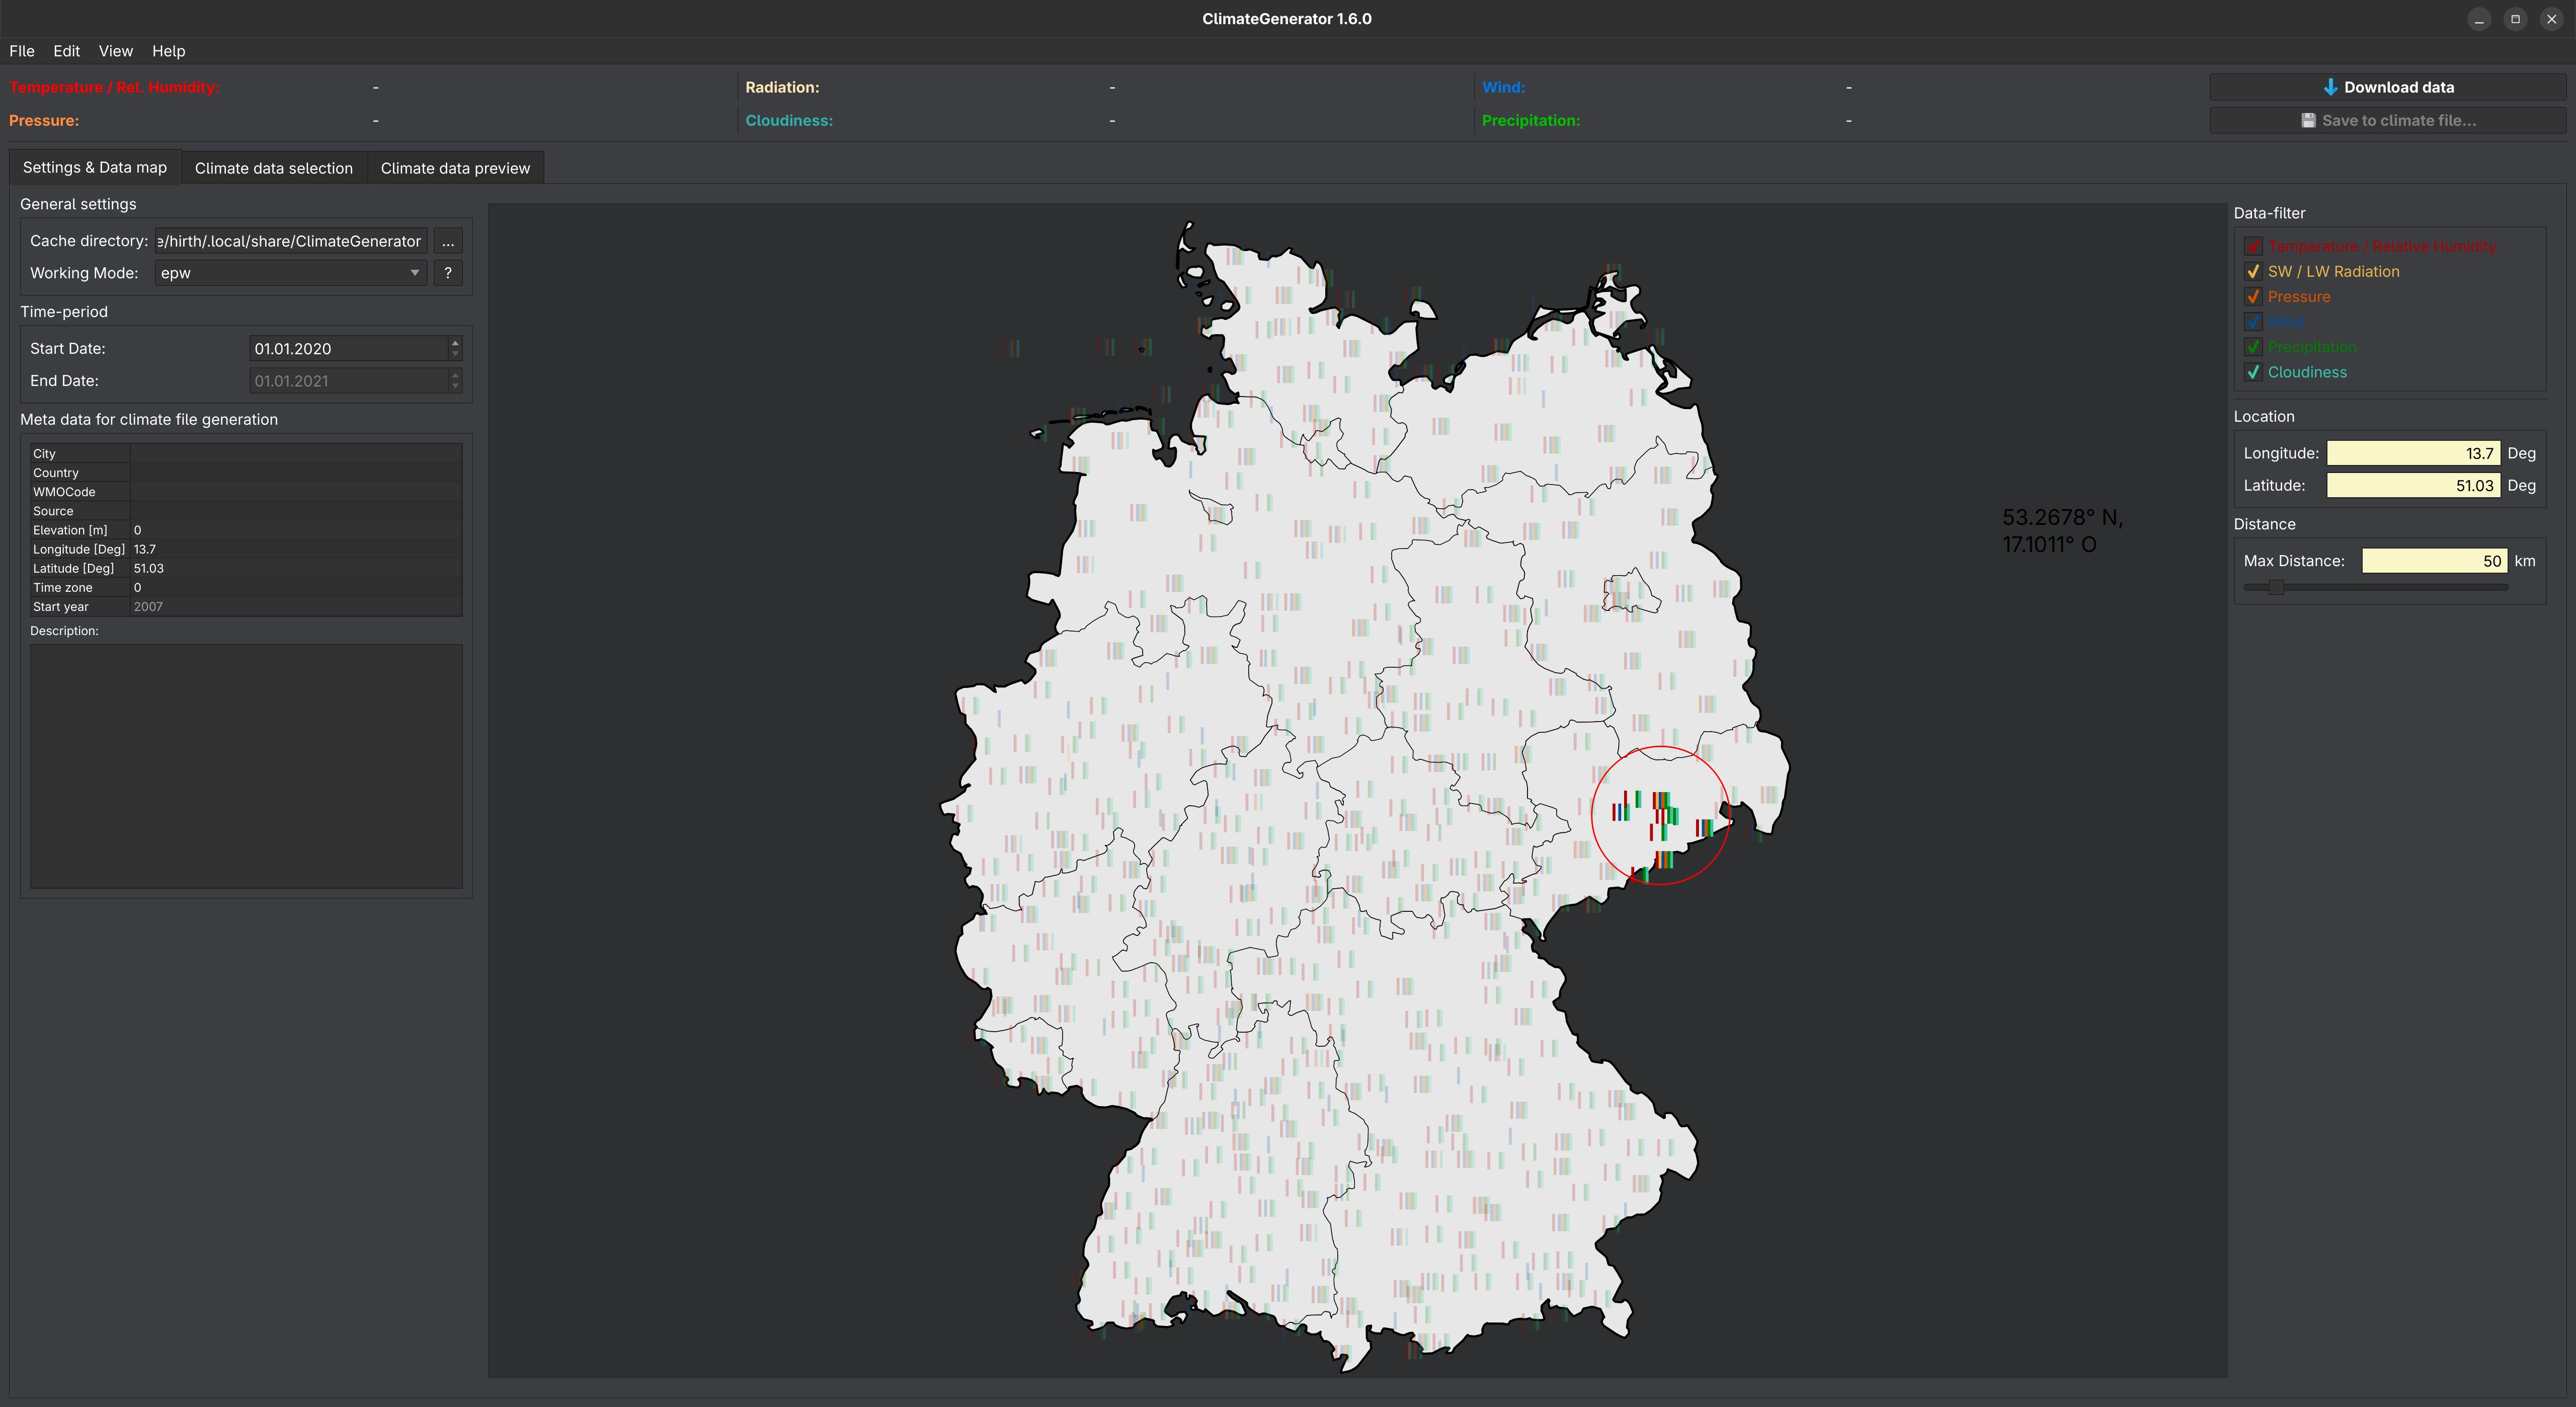 ClimateGenerator 1.6.0
FIle Edit View Help
Temperature / Rel. Humidity: - Radiation: - Wind: - Download data
Pressure: - Cloudiness: - Precipitation: - Save to climate file...
Settings & Data map Climate data selection Climate data preview
General settings
Cache directory: e/hirth/.local/share/ClimateGenerator ...
Working Mode: epw ?
Time-period
Start Date: 01.01.2020
End Date: 01.01.2021
Meta data for climate file generation
City
Country
WMOCode
Source
Elevation [m] 0
Longitude [Deg] 13.7
Latitude [Deg] 51.03
Time zone 0
Start year 2007
Description:
53.2678° N,
17.1011° O
Data-filter
Temperature / Relative Humidity
SW / LW Radiation
Pressure
Wind
Precipitation
Cloudiness
Location
Longitude: 13.7 Deg
Latitude: 51.03 Deg
Distance
Max Distance: 50 km